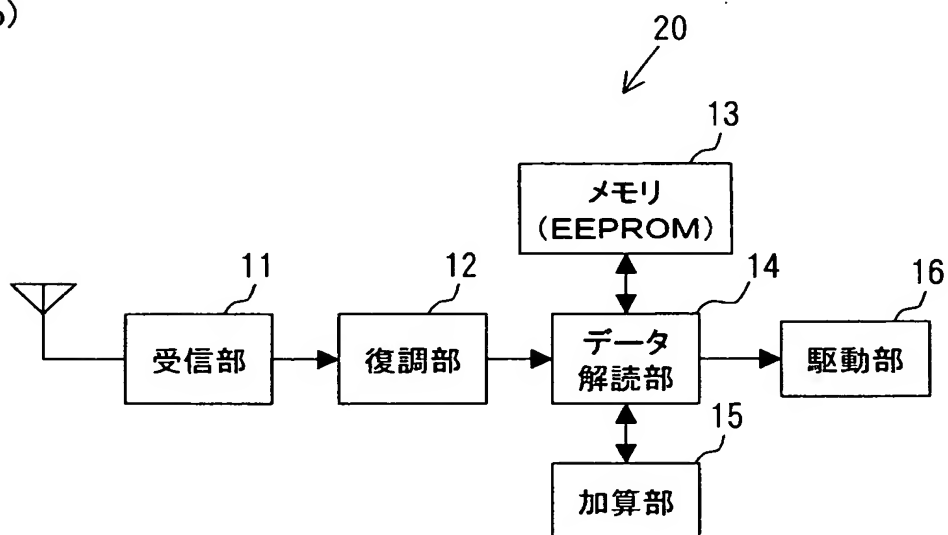 20
13
メモリ
(EEPROM)
11
12
14
16
受信部
復調部
データ
解読部
駆動部
15
加算部